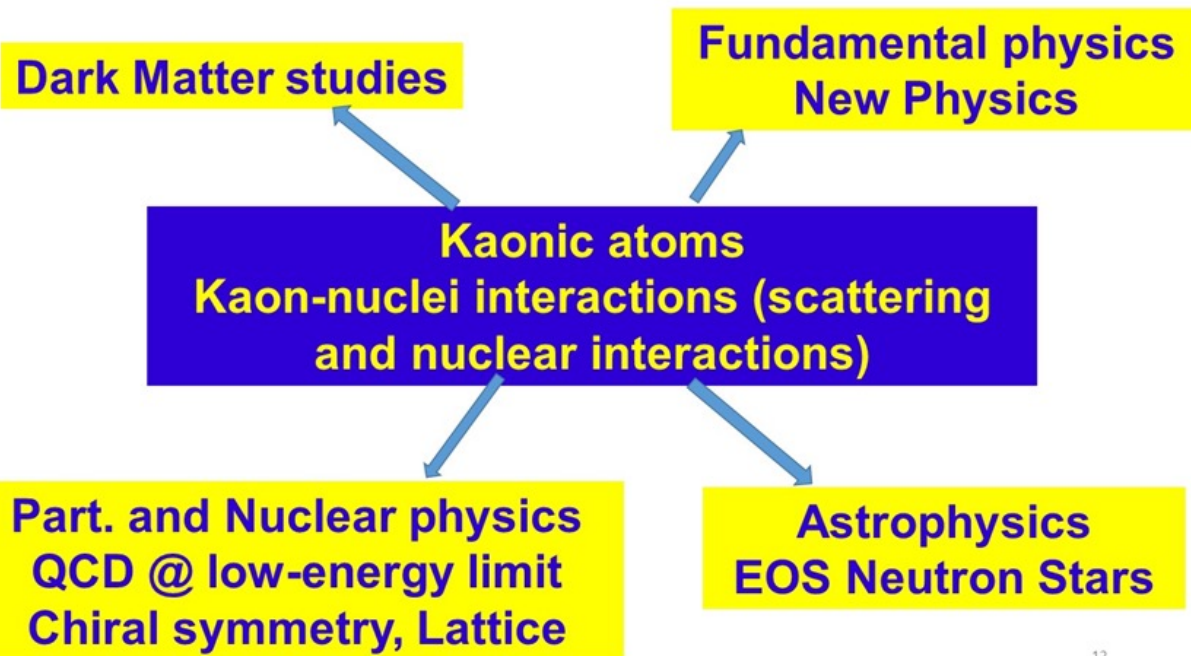 Dark Matter studies
Fundamental physics
New Physics
Kaonic atoms
Kaon-nuclei interactions (scattering
and nuclear interactions)
Part. and Nuclear physics
QCD @ low-energy limit
Chiral symmetry, Lattice
Astrophysics
EOS Neutron Stars